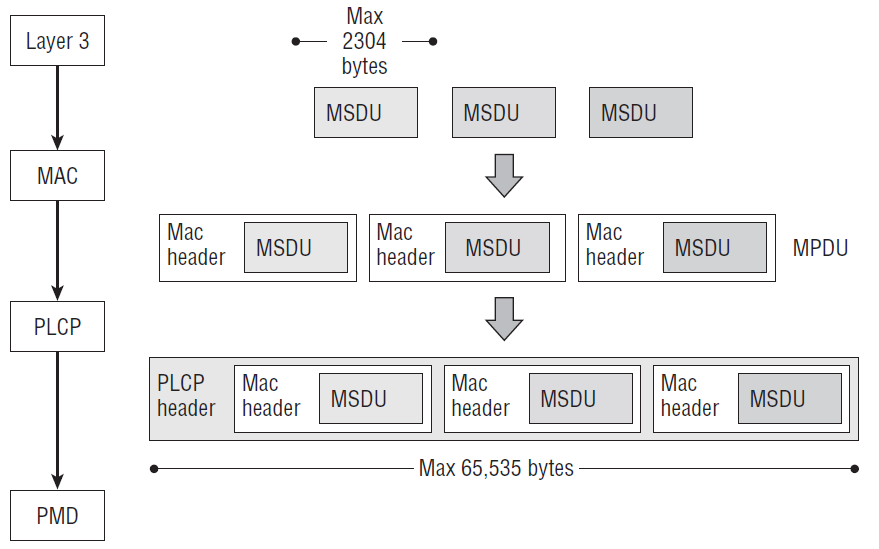 Layer 3
MAC
PLCP
PMD
Max
2304
bytes
MSDU
MSDU
MSDU
Mac
header
MSDU
Mac
header
MSDU
Mac
header
MSDU
MPDU
PLCP
header
Mac
header
MSDU
Mac
header
MSDU
Mac
header
MSDU
Max 65,535 bytes